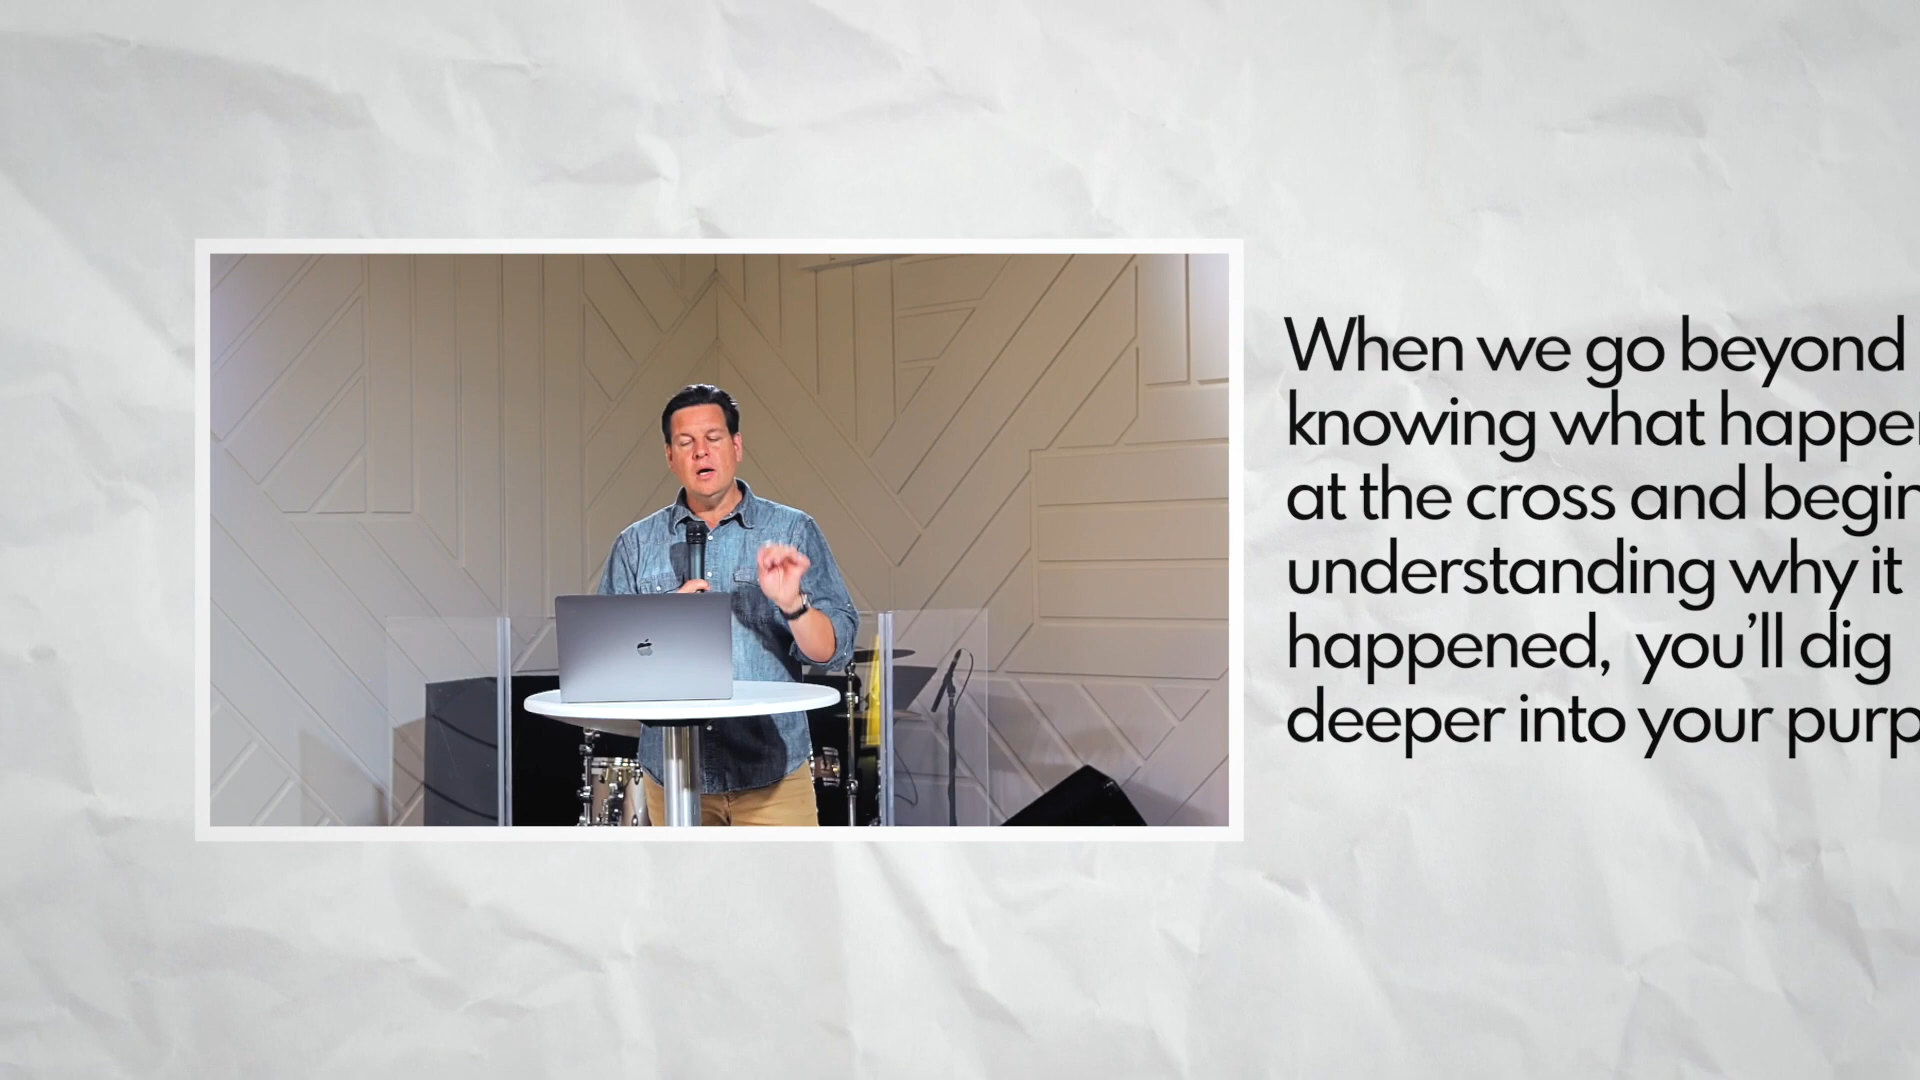 When we go beyond
knowing what happe
at the cross and begin
understanding why it
happened, you’ll dig
deeper into your purp